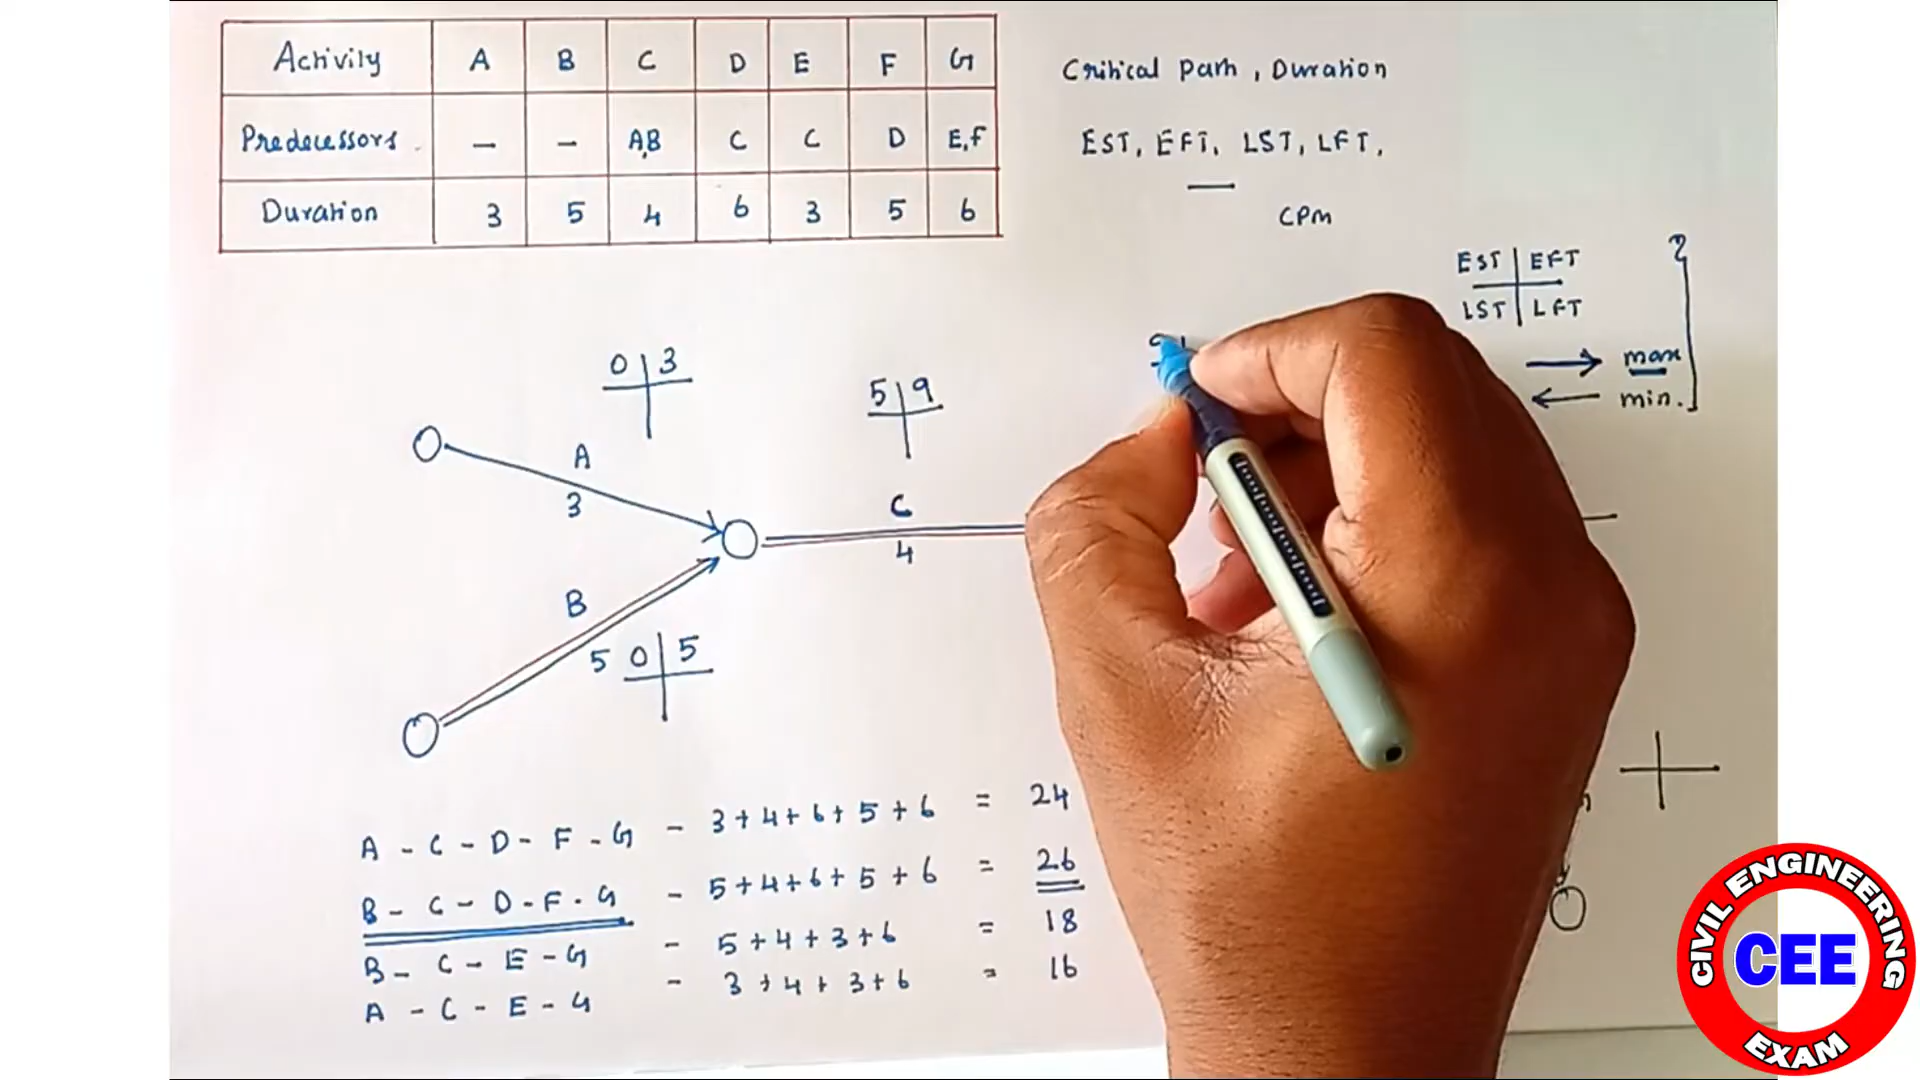 Activity A B C D E F G
Predecessors — — A,B C C D E,F
Duration 3 5 4 6 3 5 6
Critical Path, Duration
EST, EFT, LST, LFT,
CPM
EST EFT
LST LFT
max
min.
0 3
5 9
A
3
C
4
B
5
0 5
A - C - D - F - G - 3+4+6+5+6 = 24
B - C - D - F - G - 5+4+6+5+6 = 26
B - C - E - G - 5+4+3+6 = 18
A - C - E - G - 3+4+3+6 = 16
CIVIL ENGINEERING
CEE
EXAM